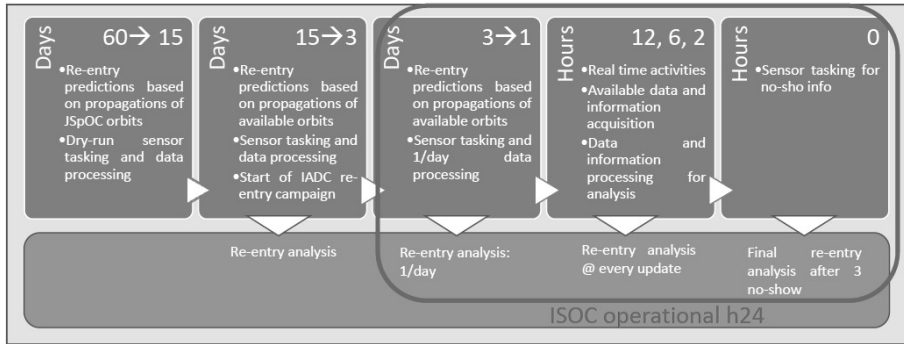 Days
60→ 15
•Re-entry
predictions based on
propagations of
JSpOC orbits
•Dry-run sensor
tasking and data
processing
Days
15→3
•Re-entry
predictions based on
propagations of
available orbits
•Sensor tasking and
data processing
•Start of IADC re-
entry campaign
Days
3→1
•Re-entry
predictions based on
propagations of
available orbits
•Sensor tasking and
1/day data
processing
Hours
12, 6, 2
•Real time activities
•Available data and
information
acquisition
•Data and
information
processing for
analysis
Hours
0
•Sensor tasking for
no-sho info
Re-entry analysis
Re-entry analysis:
1/day
Re-entry analysis
@ every update
Final re-entry
analysis after 3
no-show
ISOC operational h24